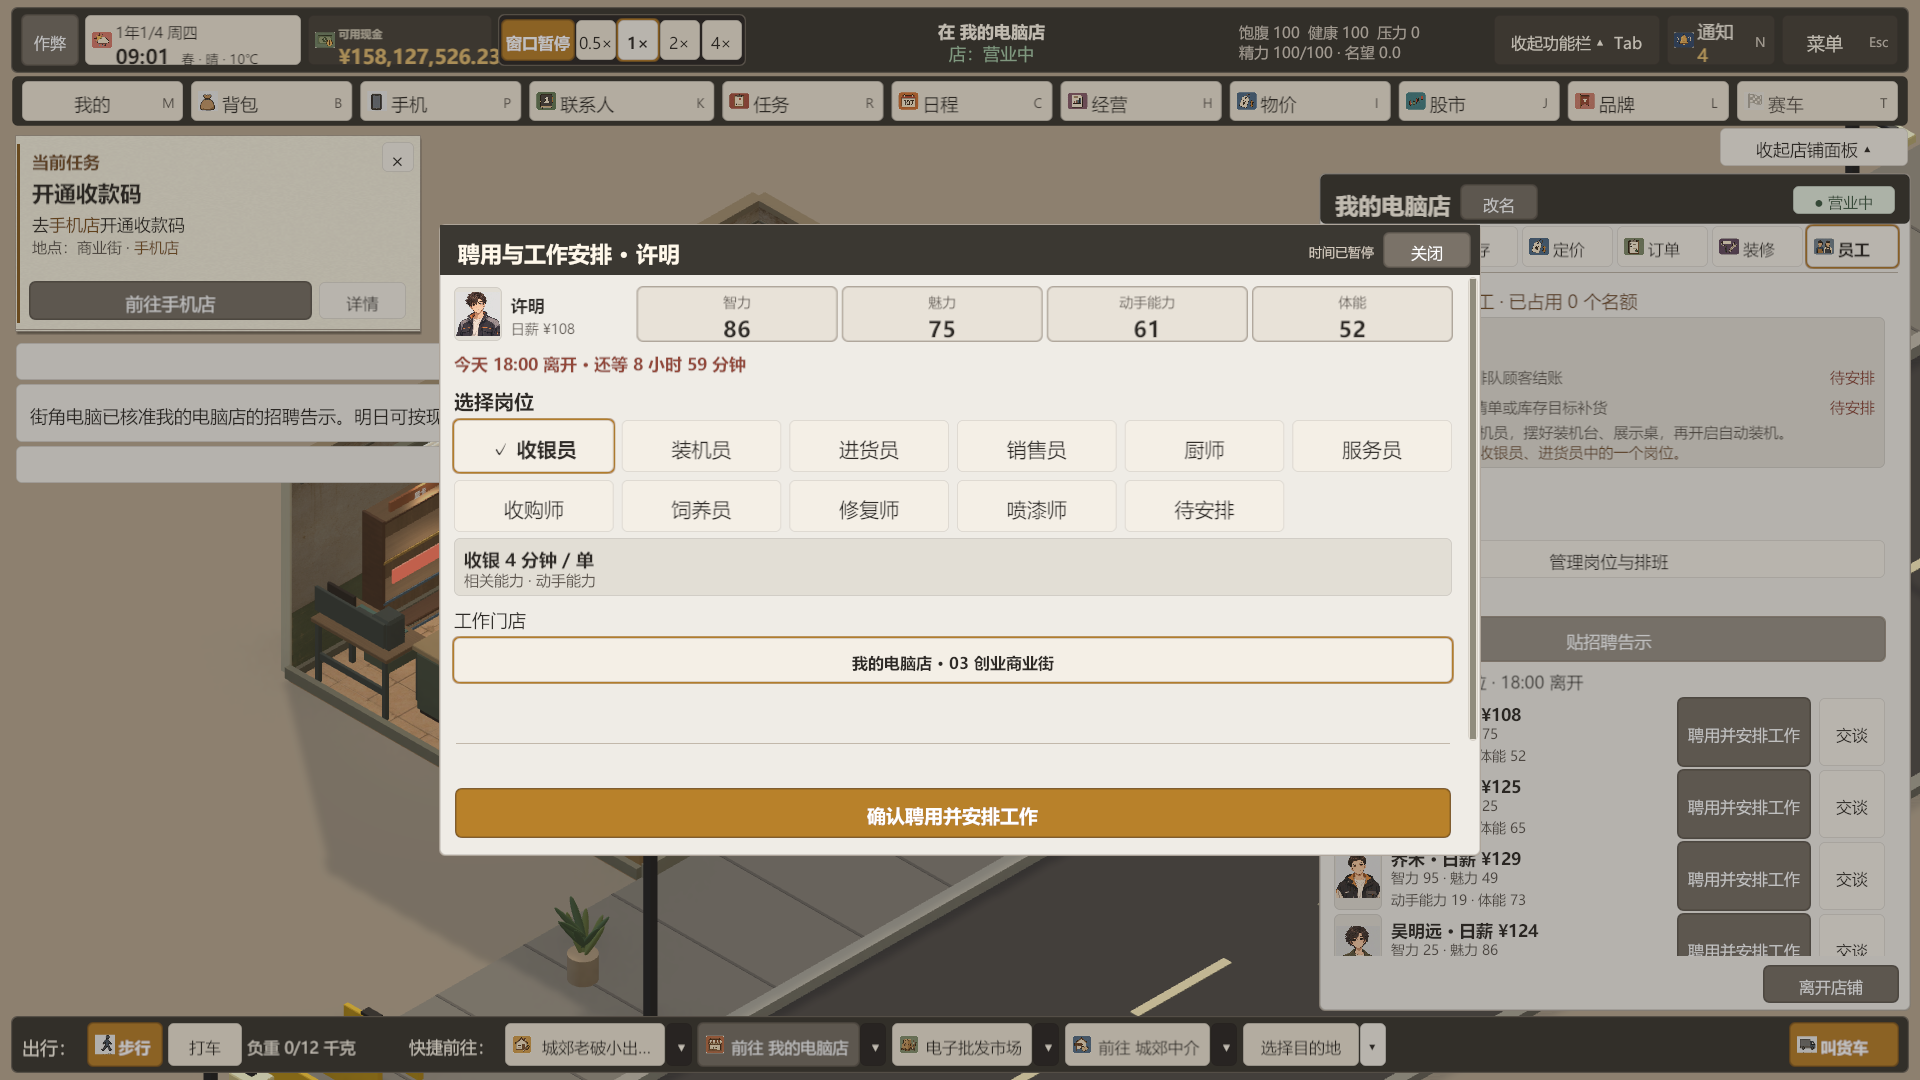 作弊
1年1/4 周四
09:01 春 · 晴 · 10℃
可用现金
¥158,127,526.23
窗口暂停 0.5× 1× 2× 4×
在 我的电脑店
店：营业中
饱腹 100 健康 100 压力 0
精力 100/100 · 名望 0.0
收起功能栏 ▴ Tab
通知 4 N
菜单 Esc
我的 M
背包 B
手机 P
联系人 K
任务 R
日程 C
经营 H
物价 I
股市 J
品牌 L
赛车 T
当前任务 ×
开通收款码
去手机店开通收款码
地点：商业街 · 手机店
前往手机店 详情
街角电脑已核准我的电脑店的招聘告示。明日可按现
收起店铺面板 ▴
我的电脑店 改名 ● 营业中
定价 订单 装修 员工
工 · 已占用 0 个名额
队顾客结账 待安排
单或库存目标补货 待安排
机员，摆好装机台、展示桌，再开启自动装机。
收银员、进货员中的一个岗位。
管理岗位与排班
贴招聘告示
· 18:00 离开
¥108
75
体能 52
聘用并安排工作 交谈
¥125
25
体能 65
聘用并安排工作 交谈
乔禾 · 日薪 ¥129
智力 95 · 魅力 49
动手能力 19 · 体能 73
聘用并安排工作 交谈
吴明远 · 日薪 ¥124
智力 25 · 魅力 86
聘用并安排工作 交谈
离开店铺
聘用与工作安排 · 许明 时间已暂停 关闭
许明
日薪 ¥108
智力
86
魅力
75
动手能力
61
体能
52
今天 18:00 离开 · 还等 8 小时 59 分钟
选择岗位
✓ 收银员 装机员 进货员 销售员 厨师 服务员
收购师 饲养员 修复师 喷漆师 待安排
收银 4 分钟 / 单
相关能力 · 动手能力
工作门店
我的电脑店 · 03 创业商业街
确认聘用并安排工作
出行： 步行 打车 负重 0/12 千克 快捷前往： 城郊老破小出... ▾ 前往 我的电脑店 ▾ 电子批发市场 ▾ 前往 城郊中介 ▾ 选择目的地 ▾ 叫货车